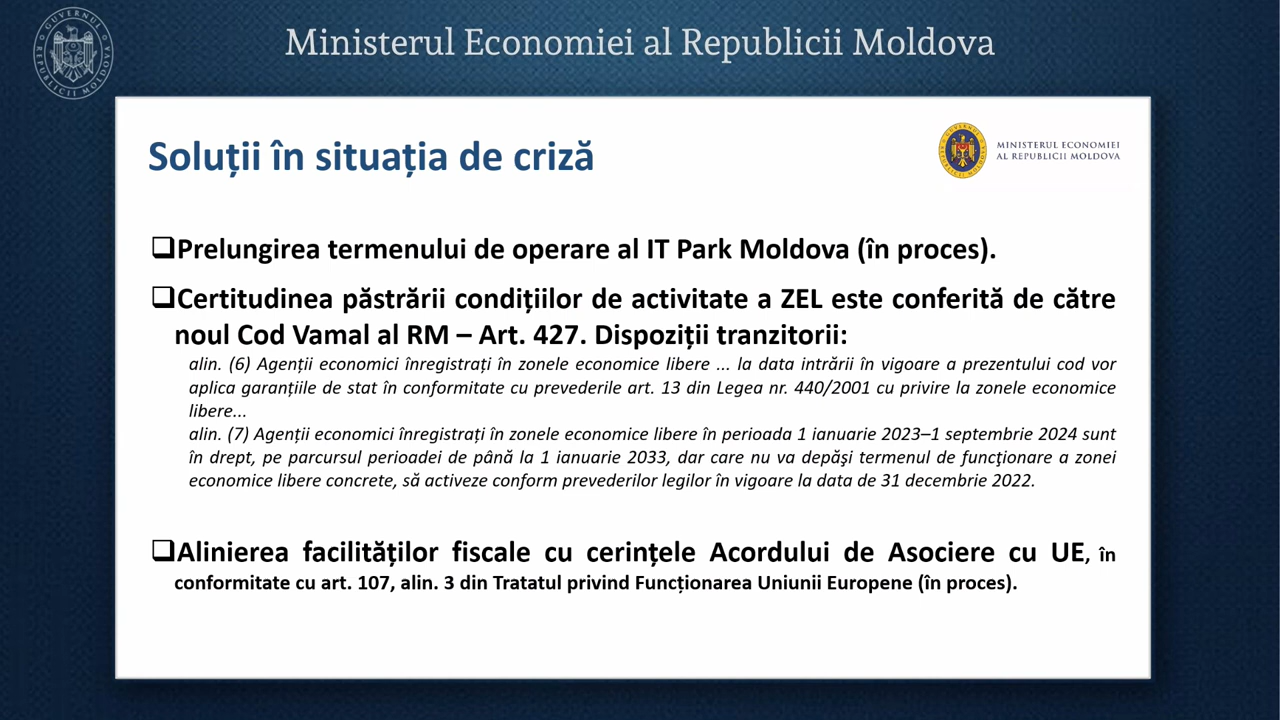 Ministerul Economiei al Republicii Moldova
Soluții în situația de criză
MINISTERUL ECONOMIEI
AL REPUBLICII MOLDOVA
Prelungirea termenului de operare al IT Park Moldova (în proces).
Certitudinea păstrării condițiilor de activitate a ZEL este conferită de către
noul Cod Vamal al RM – Art. 427. Dispoziții tranzitorii:
alin. (6) Agenții economici înregistrați în zonele economice libere ... la data intrării în vigoare a prezentului cod vor
aplica garanțiile de stat în conformitate cu prevederile art. 13 din Legea nr. 440/2001 cu privire la zonele economice
libere...
alin. (7) Agenții economici înregistrați în zonele economice libere în perioada 1 ianuarie 2023–1 septembrie 2024 sunt
în drept, pe parcursul perioadei de până la 1 ianuarie 2033, dar care nu va depăşi termenul de funcţionare a zonei
economice libere concrete, să activeze conform prevederilor legilor în vigoare la data de 31 decembrie 2022.
Alinierea facilităților fiscale cu cerințele Acordului de Asociere cu UE, în
conformitate cu art. 107, alin. 3 din Tratatul privind Funcționarea Uniunii Europene (în proces).